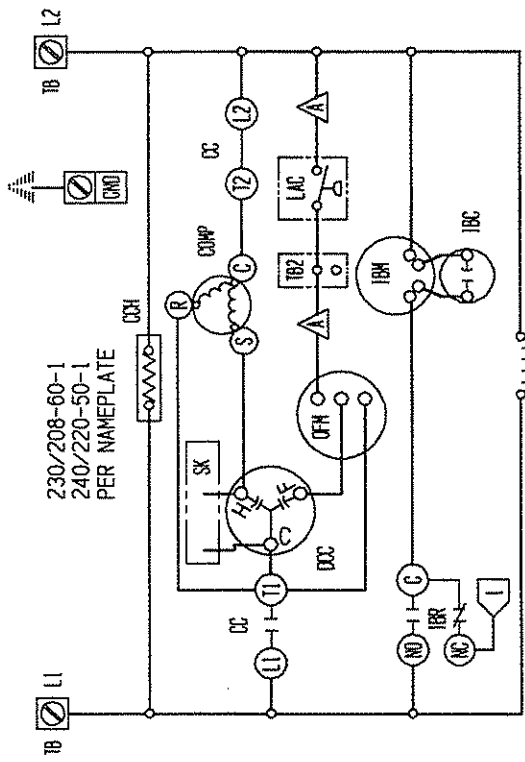 TB L1
TB L2
GND
230/208-60-1
240/220-50-1
PER NAMEPLATE
CCH
SK
COMP
R
S
C
CC
T2
L2
H
C
F
DCC
CC
L1
T1
OFM
A
TB2
LAC
A
NO
C
IBR
NC
1
IBM
IBC